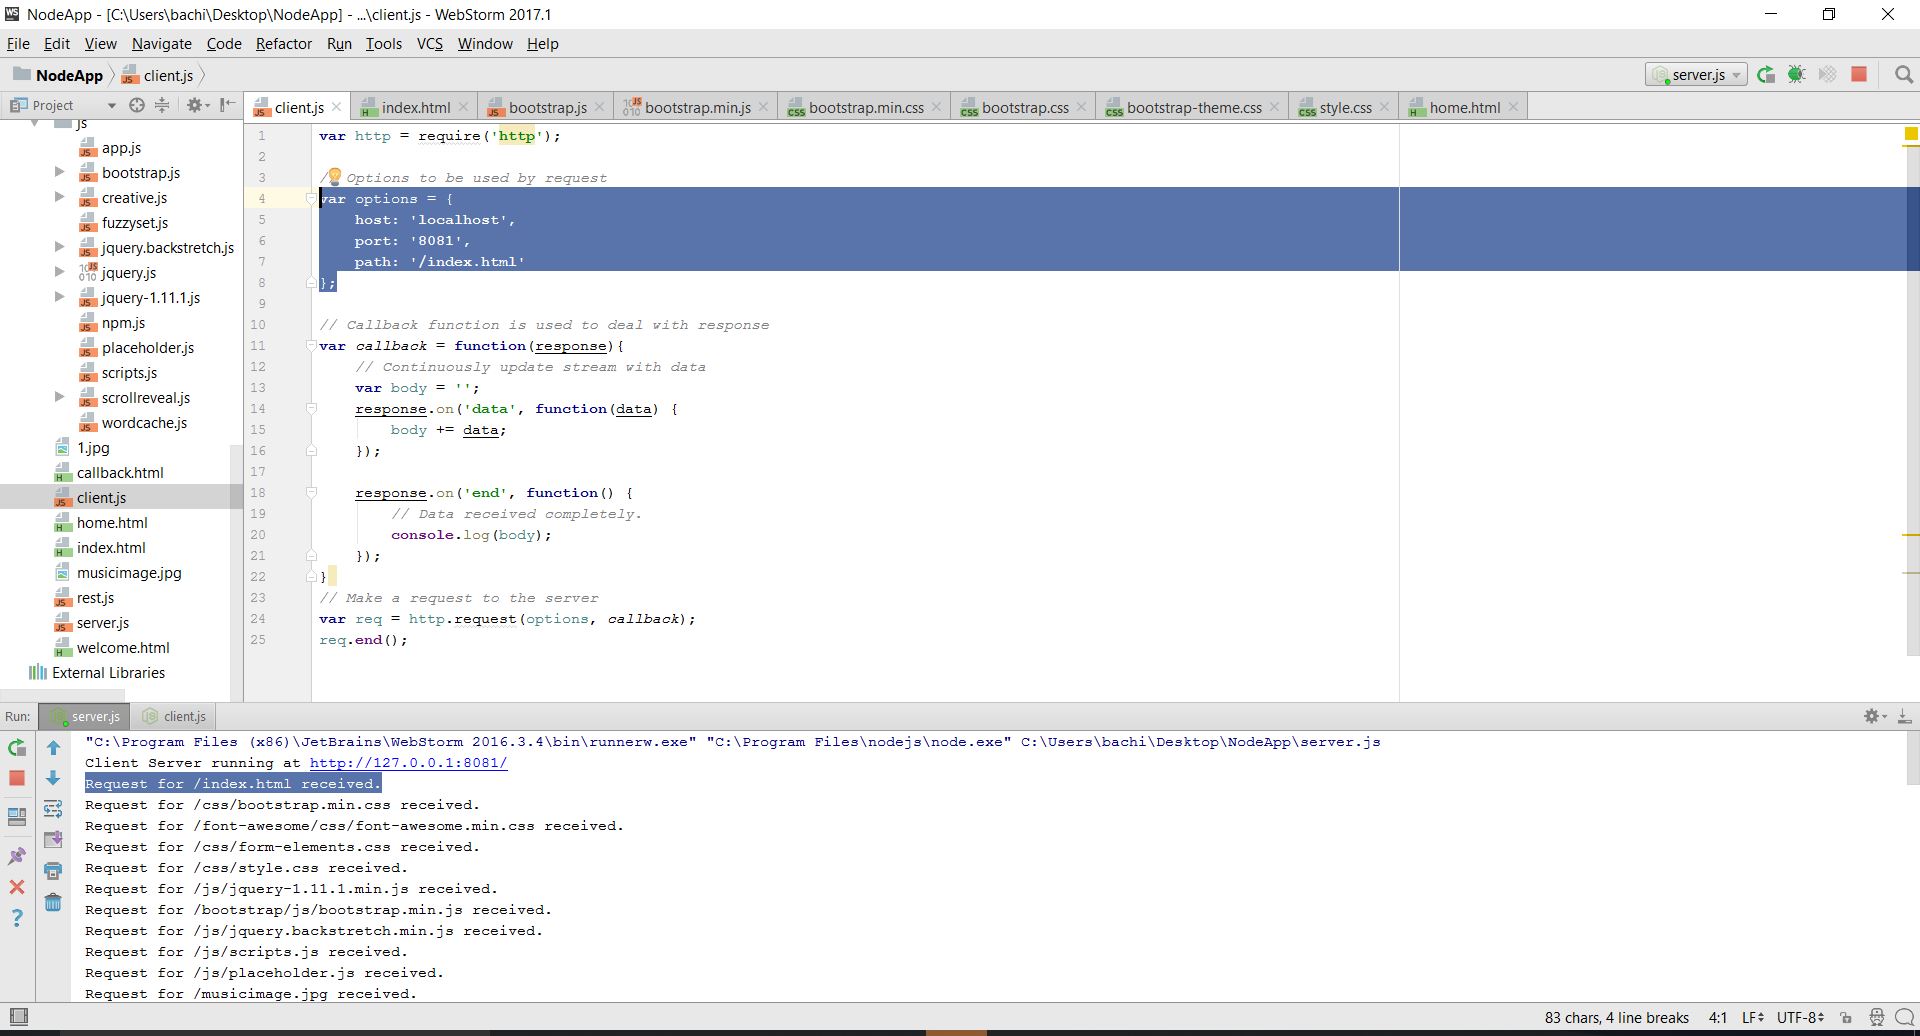 NodeApp - [C:\Users\bachi\Desktop\NodeApp] - ...\client.js - WebStorm 2017.1
File Edit View Navigate Code Refactor Run Tools VCS Window Help
NodeApp client.js server.js
Project
client.js index.html bootstrap.js bootstrap.min.js bootstrap.min.css bootstrap.css bootstrap-theme.css style.css home.html
js
app.js
bootstrap.js
creative.js
fuzzyset.js
jquery.backstretch.js
jquery.js
jquery-1.11.1.js
npm.js
placeholder.js
scripts.js
scrollreveal.js
wordcache.js
1.jpg
callback.html
client.js
home.html
index.html
musicimage.jpg
rest.js
server.js
welcome.html
External Libraries
1 var http = require('http');
2
3 / Options to be used by request
4 var options = {
5 host: 'localhost',
6 port: '8081',
7 path: '/index.html'
8 };
9
10 // Callback function is used to deal with response
11 var callback = function(response){
12 // Continuously update stream with data
13 var body = '';
14 response.on('data', function(data) {
15 body += data;
16 });
17
18 response.on('end', function() {
19 // Data received completely.
20 console.log(body);
21 });
22 }
23 // Make a request to the server
24 var req = http.request(options, callback);
25 req.end();
Run: server.js client.js
"C:\Program Files (x86)\JetBrains\WebStorm 2016.3.4\bin\runnerw.exe" "C:\Program Files\nodejs\node.exe" C:\Users\bachi\Desktop\NodeApp\server.js
Client Server running at http://127.0.0.1:8081/
Request for /index.html received.
Request for /css/bootstrap.min.css received.
Request for /font-awesome/css/font-awesome.min.css received.
Request for /css/form-elements.css received.
Request for /css/style.css received.
Request for /js/jquery-1.11.1.min.js received.
Request for /bootstrap/js/bootstrap.min.js received.
Request for /js/jquery.backstretch.min.js received.
Request for /js/scripts.js received.
Request for /js/placeholder.js received.
Request for /musicimage.jpg received.
83 chars, 4 line breaks 4:1 LF UTF-8